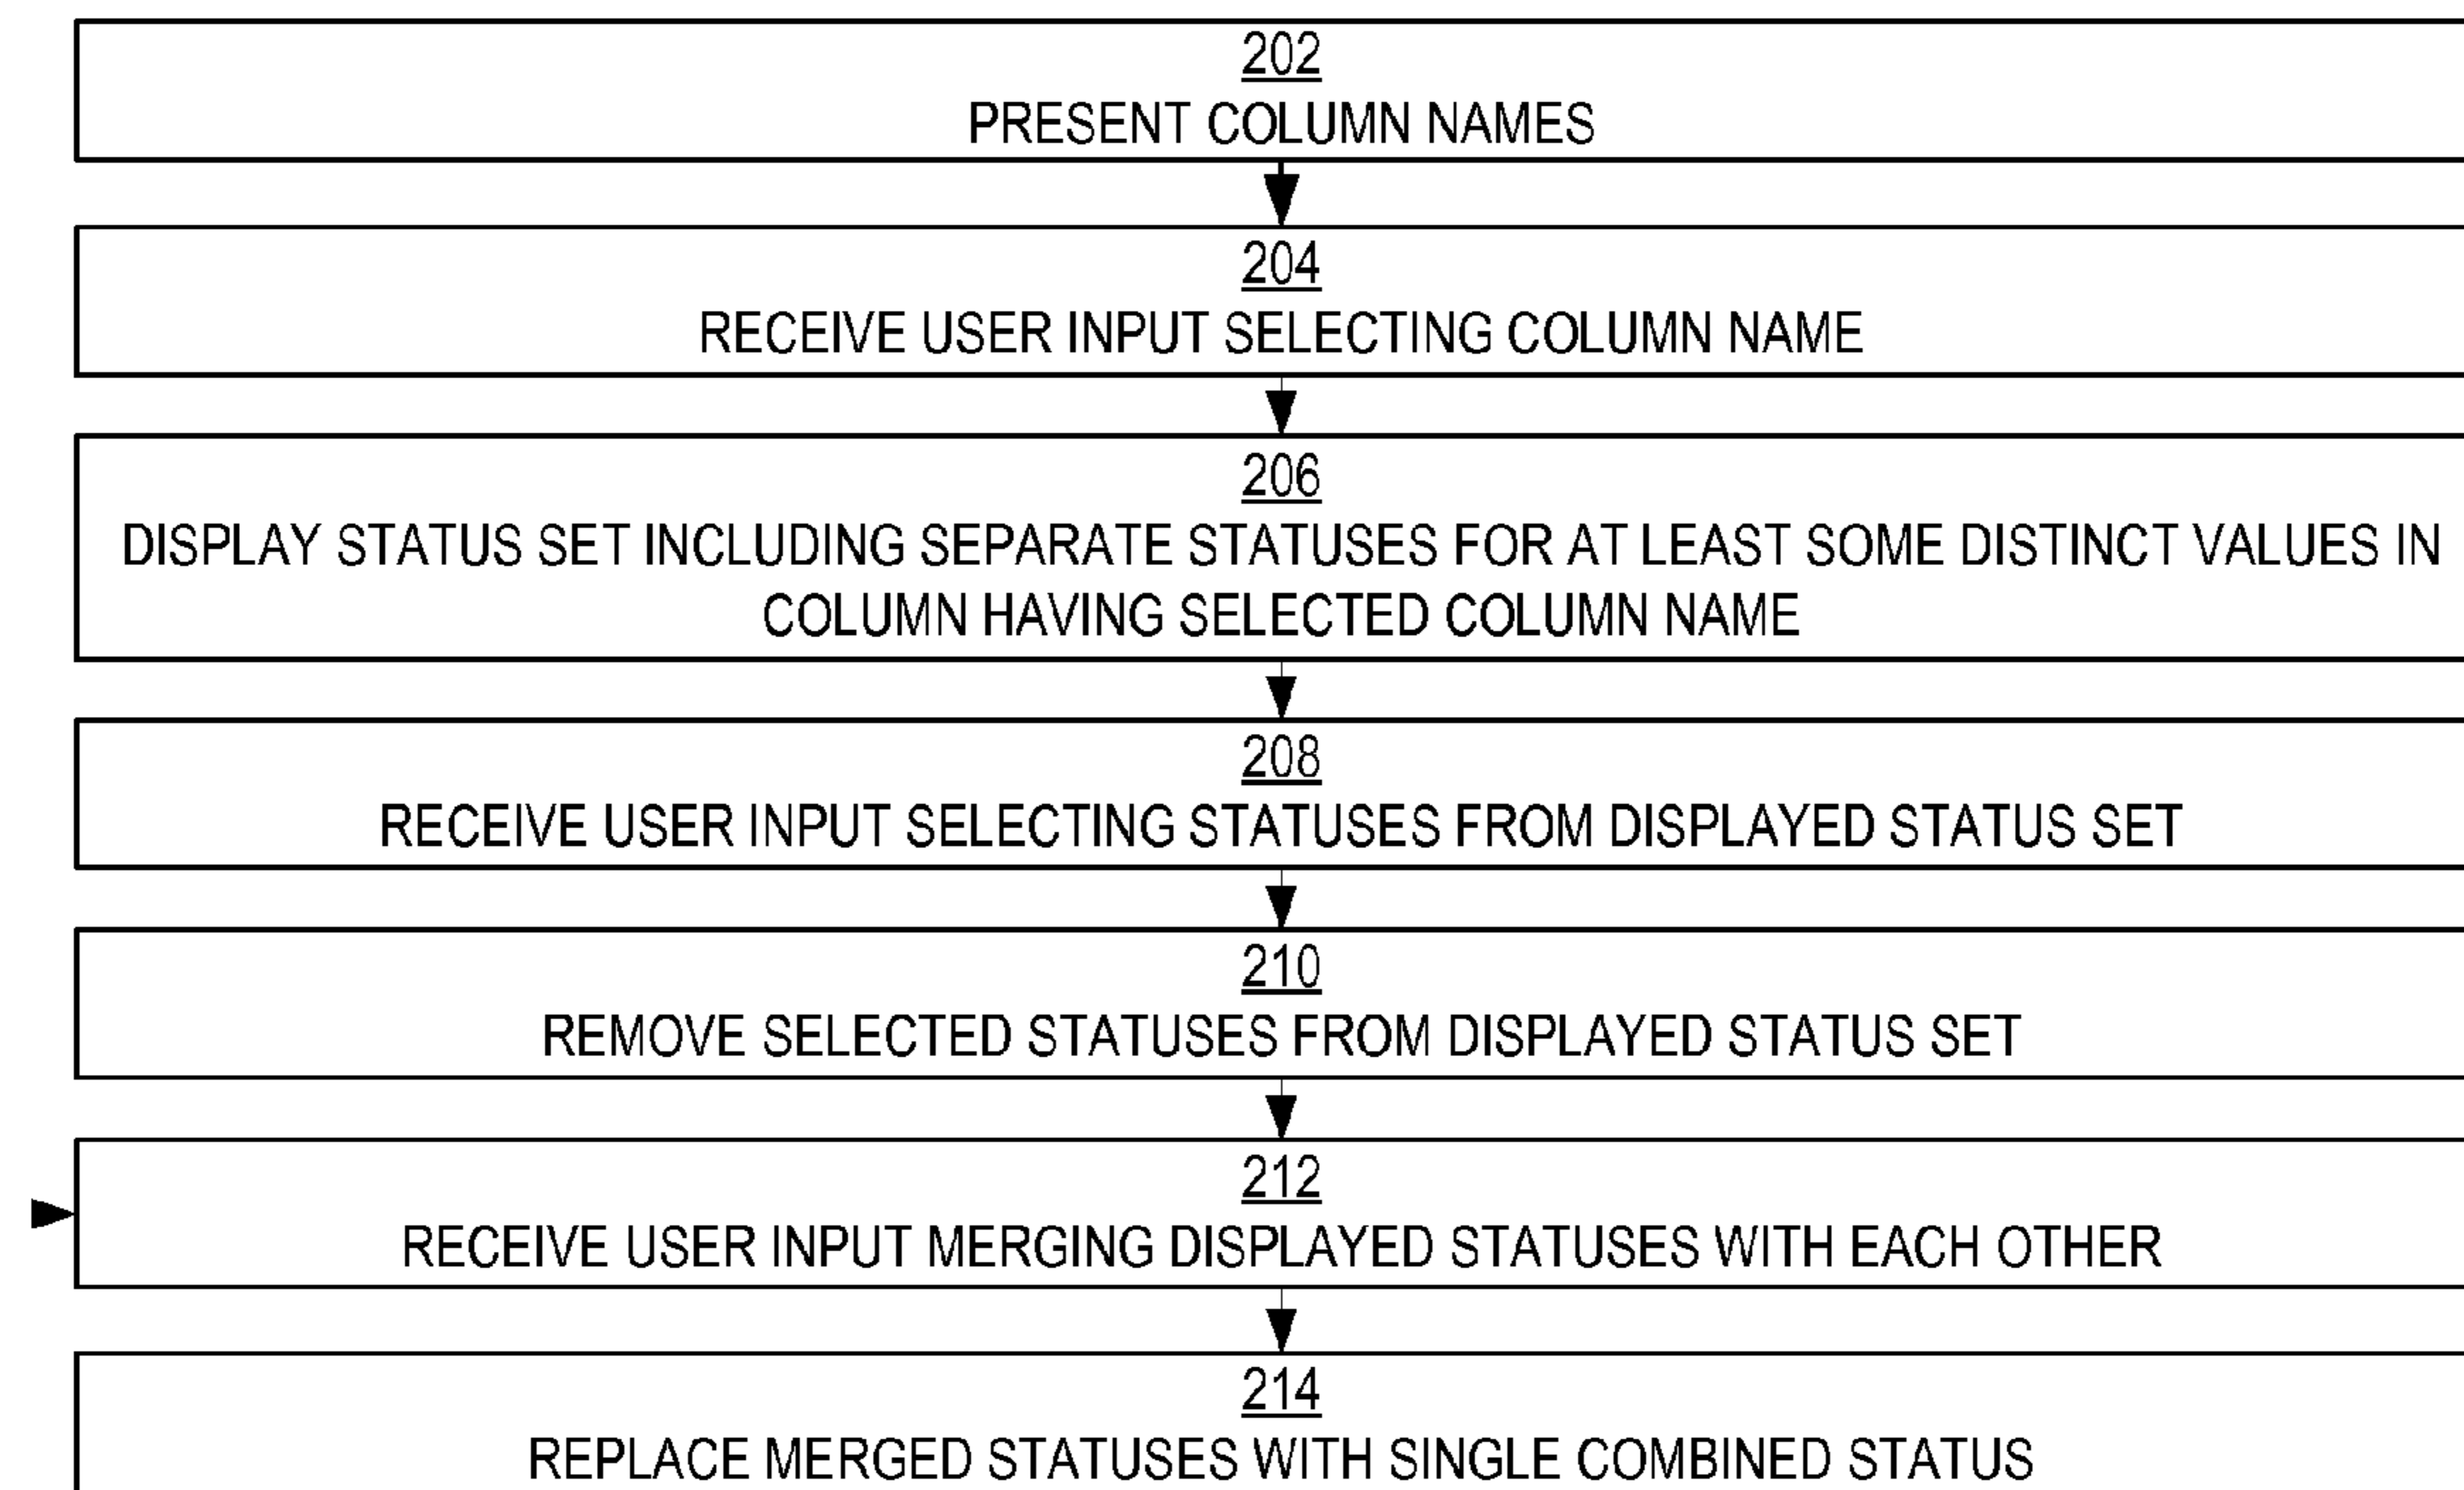 202
PRESENT COLUMN NAMES
204
RECEIVE USER INPUT SELECTING COLUMN NAME
206
DISPLAY STATUS SET INCLUDING SEPARATE STATUSES FOR AT LEAST SOME DISTINCT VALUES IN
COLUMN HAVING SELECTED COLUMN NAME
208
RECEIVE USER INPUT SELECTING STATUSES FROM DISPLAYED STATUS SET
210
REMOVE SELECTED STATUSES FROM DISPLAYED STATUS SET
212
RECEIVE USER INPUT MERGING DISPLAYED STATUSES WITH EACH OTHER
214
REPLACE MERGED STATUSES WITH SINGLE COMBINED STATUS